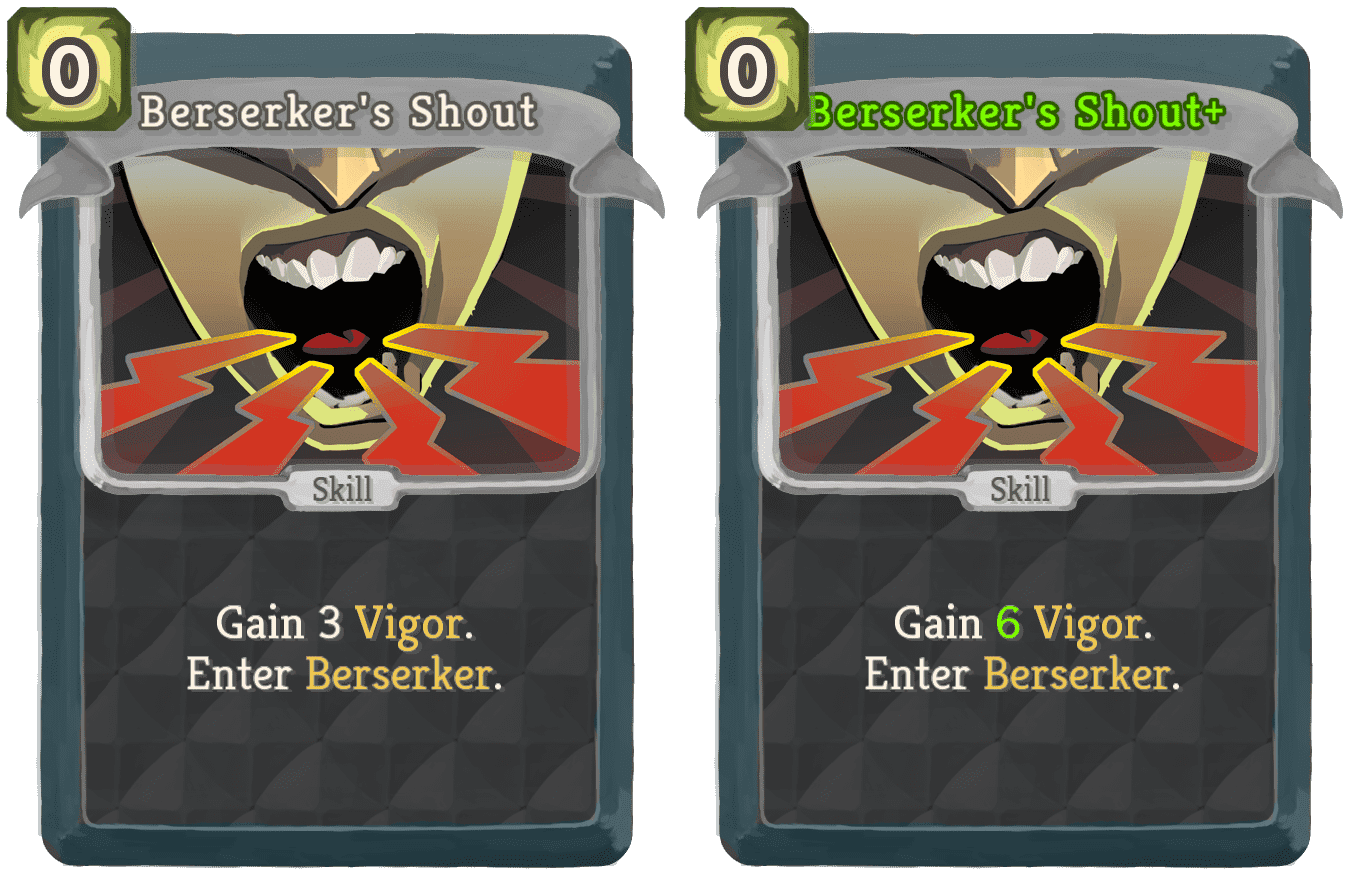 0
Berserker's Shout
Skill
Gain 3 Vigor.
Enter Berserker.
0
Berserker's Shout+
Skill
Gain 6 Vigor.
Enter Berserker.